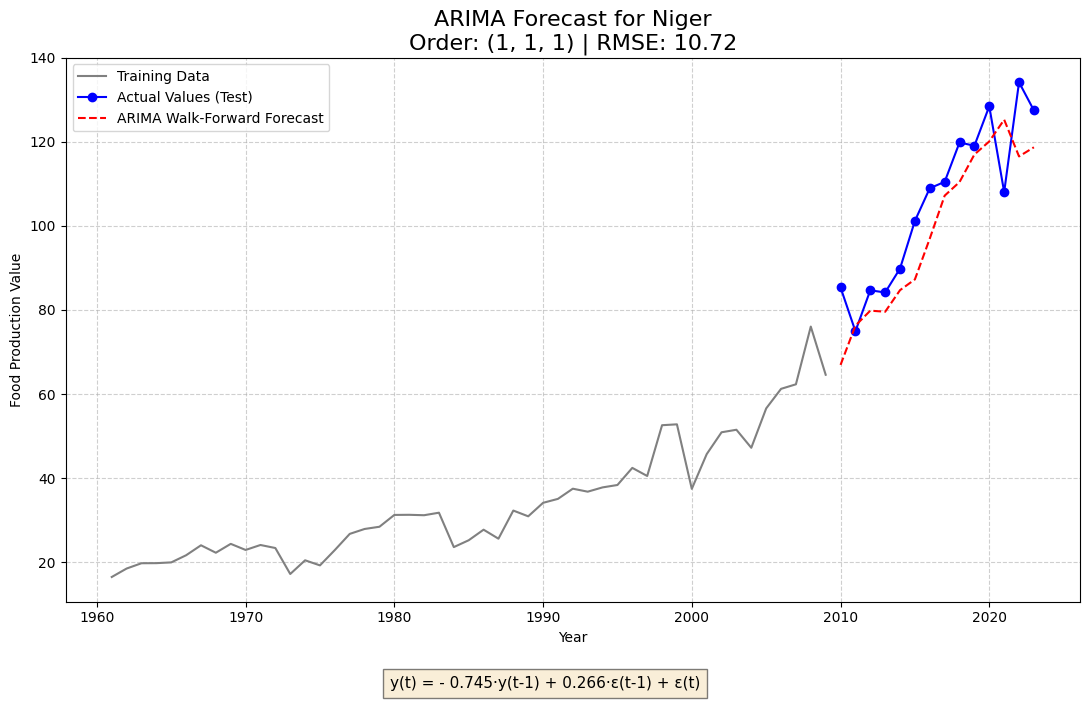 ARIMA Forecast for Niger
Order: (1, 1, 1) | RMSE: 10.72
Training Data
Actual Values (Test)
ARIMA Walk-Forward Forecast
Food Production Value
140
120
100
80
60
40
20
1960 1970 1980 1990 2000 2010 2020
Year
y(t) = - 0.745·y(t-1) + 0.266·ε(t-1) + ε(t)